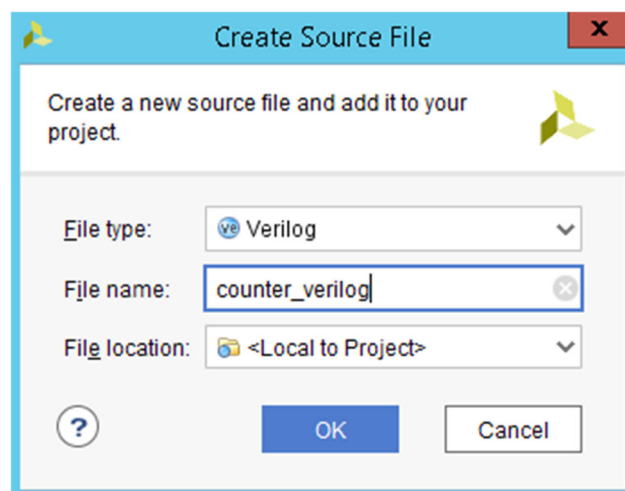 Create Source File
X
Create a new source file and add it to your
project.
File type:
ve Verilog
File name:
counter_verilog
File location:
<Local to Project>
?
OK
Cancel